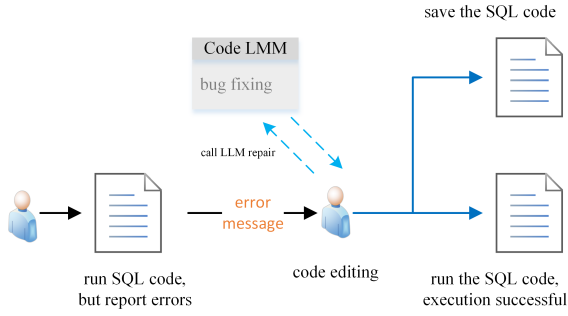 save the SQL code
Code LMM
bug fixing
call LLM repair
error
message
run SQL code,
but report errors
code editing
run the SQL code,
execution successful